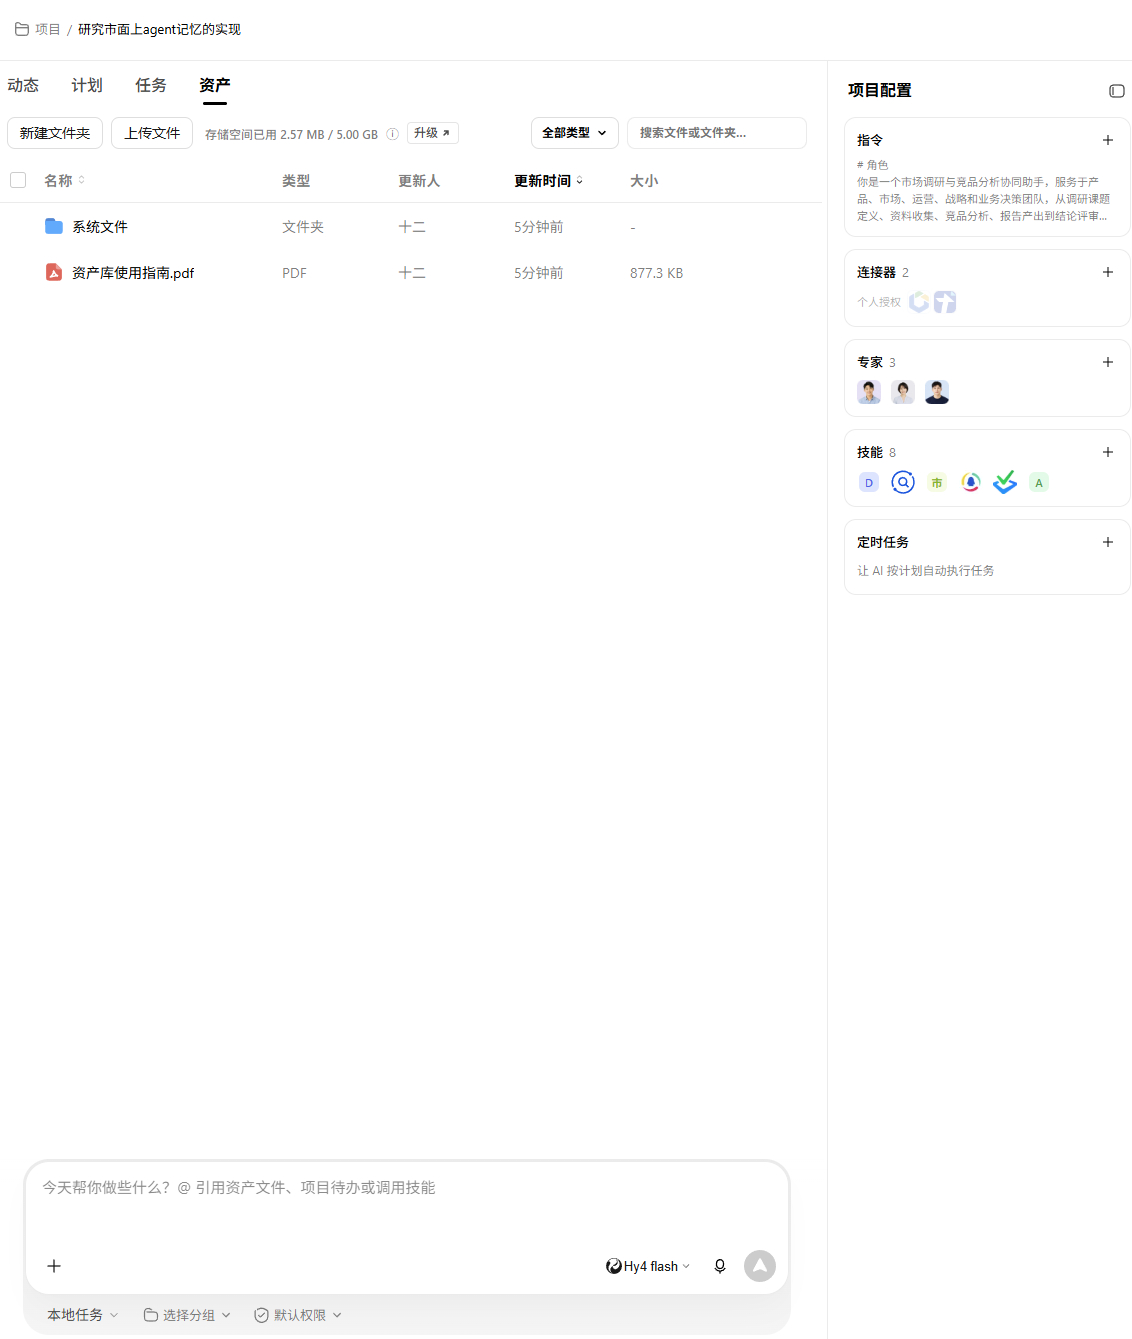 项目 / 研究市面上agent记忆的实现
动态 计划 任务 资产
新建文件夹 上传文件 存储空间已用 2.57 MB / 5.00 GB 升级 全部类型 搜索文件或文件夹...
名称 类型 更新人 更新时间 大小
系统文件 文件夹 十二 5分钟前 -
资产库使用指南.pdf PDF 十二 5分钟前 877.3 KB
项目配置
指令
# 角色
你是一个市场调研与竞品分析协同助手，服务于产
品、市场、运营、战略和业务决策团队，从调研课题
定义、资料收集、竞品分析、报告产出到结论评审...
连接器 2
个人授权
专家 3
技能 8
D 市 A
定时任务
让 AI 按计划自动执行任务
今天帮你做些什么？@ 引用资产文件、项目待办或调用技能
Hy4 flash
本地任务 选择分组 默认权限